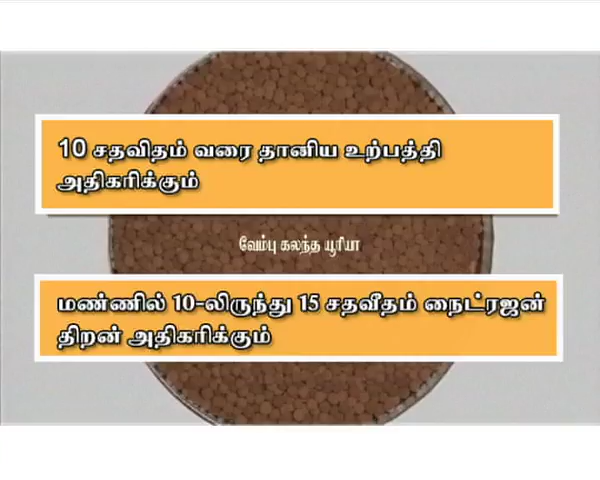 10 சதவிதம் வரை தானிய உற்பத்தி
அதிகரிக்கும்
வேம்பு கலந்த யூரியா
மண்ணில் 10-லிருந்து 15 சதவீதம் நைட்ரஜன்
திறன் அதிகரிக்கும்